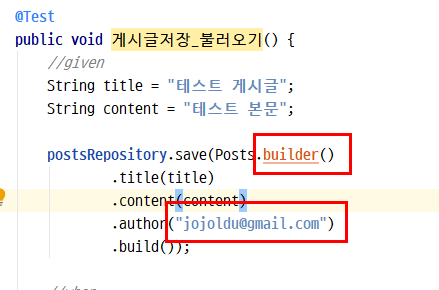 @Test
public void 게시글저장_불러오기() {
//given
String title = "테스트 게시글";
String content = "테스트 본문";
postsRepository.save(Posts.builder()
.title(title)
.content(content)
.author("jojoldu@gmail.com")
.build());